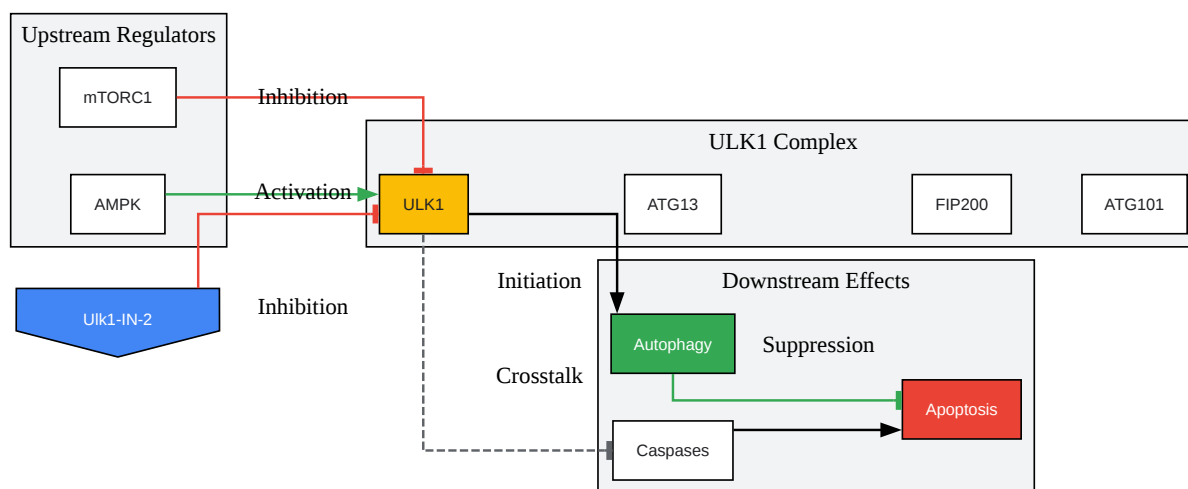 Upstream Regulators
mTORC1
Inhibition
ULK1 Complex
AMPK
Activation
ULK1
ATG13
FIP200
ATG101
Initiation
Downstream Effects
Ulk1-IN-2
Inhibition
Autophagy
Suppression
Crosstalk
Apoptosis
Caspases